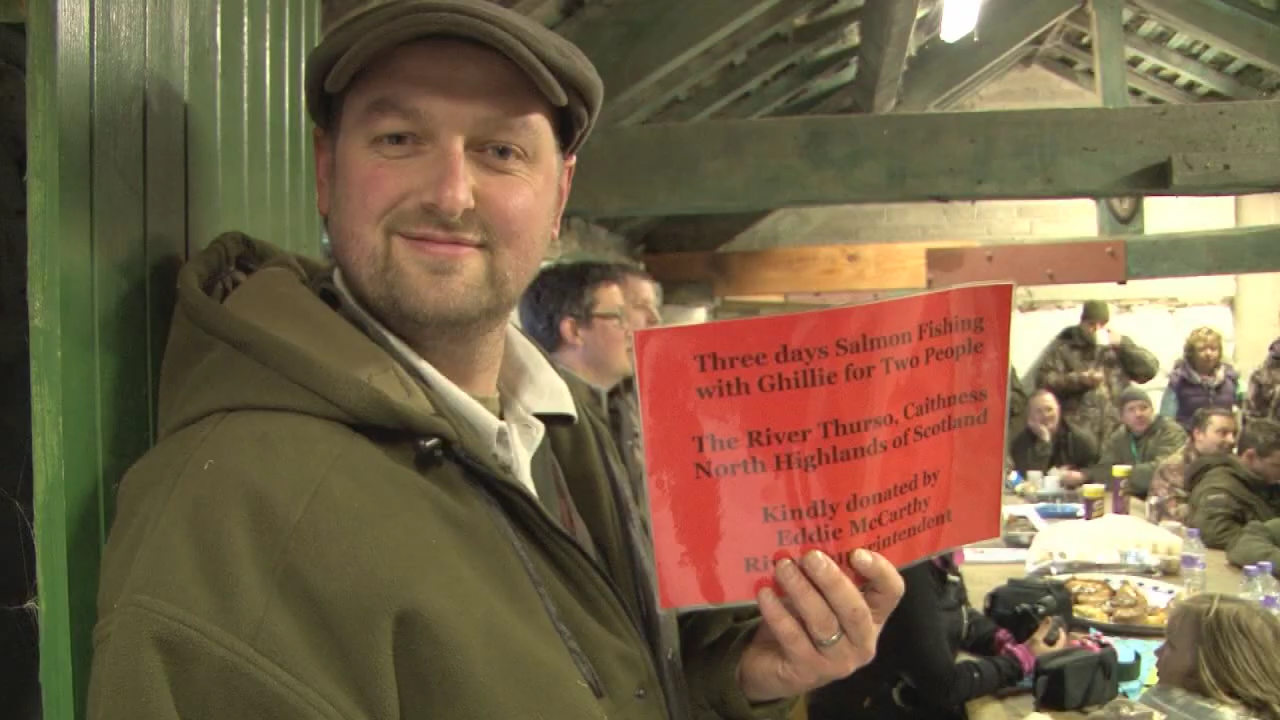 Three days Salmon Fishing
with Ghillie for Two People
The River Thurso, Caithness
North Highlands of Scotland
Kindly donated by
Eddie McCarthy